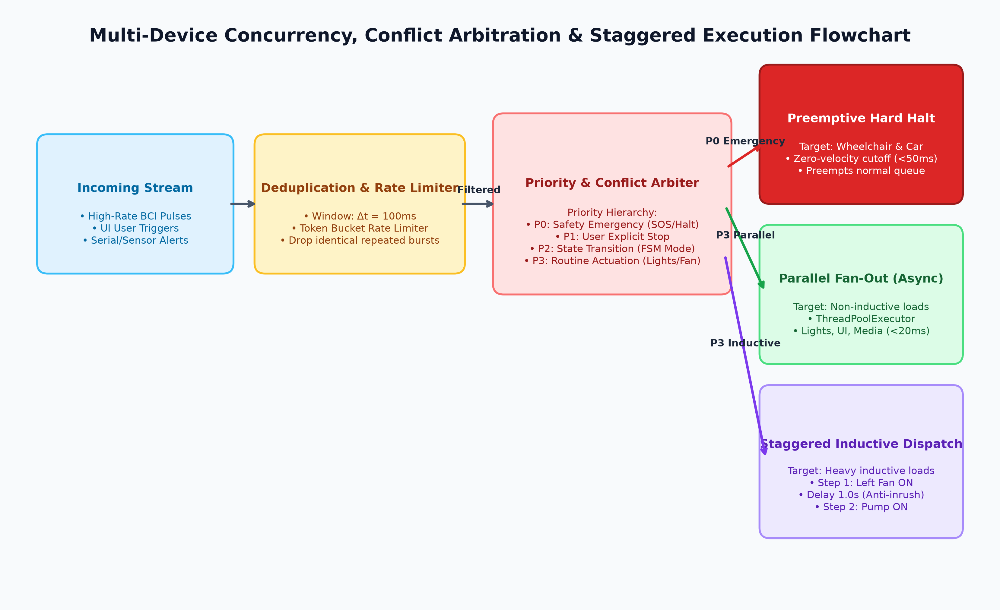 Multi-Device Concurrency, Conflict Arbitration & Staggered Execution Flowchart
Incoming Stream
• High-Rate BCI Pulses
• UI User Triggers
• Serial/Sensor Alerts
Deduplication & Rate Limiter
• Window: Δt = 100ms
• Token Bucket Rate Limiter
• Drop identical repeated bursts
Filtered
Priority & Conflict Arbiter
Priority Hierarchy:
• P0: Safety Emergency (SOS/Halt)
• P1: User Explicit Stop
• P2: State Transition (FSM Mode)
• P3: Routine Actuation (Lights/Fan)
P0 Emergency
Preemptive Hard Halt
Target: Wheelchair & Car
• Zero-velocity cutoff (<50ms)
• Preempts normal queue
P3 Parallel
Parallel Fan-Out (Async)
Target: Non-inductive loads
• ThreadPoolExecutor
• Lights, UI, Media (<20ms)
P3 Inductive
Staggered Inductive Dispatch
Target: Heavy inductive loads
• Step 1: Left Fan ON
• Delay 1.0s (Anti-inrush)
• Step 2: Pump ON